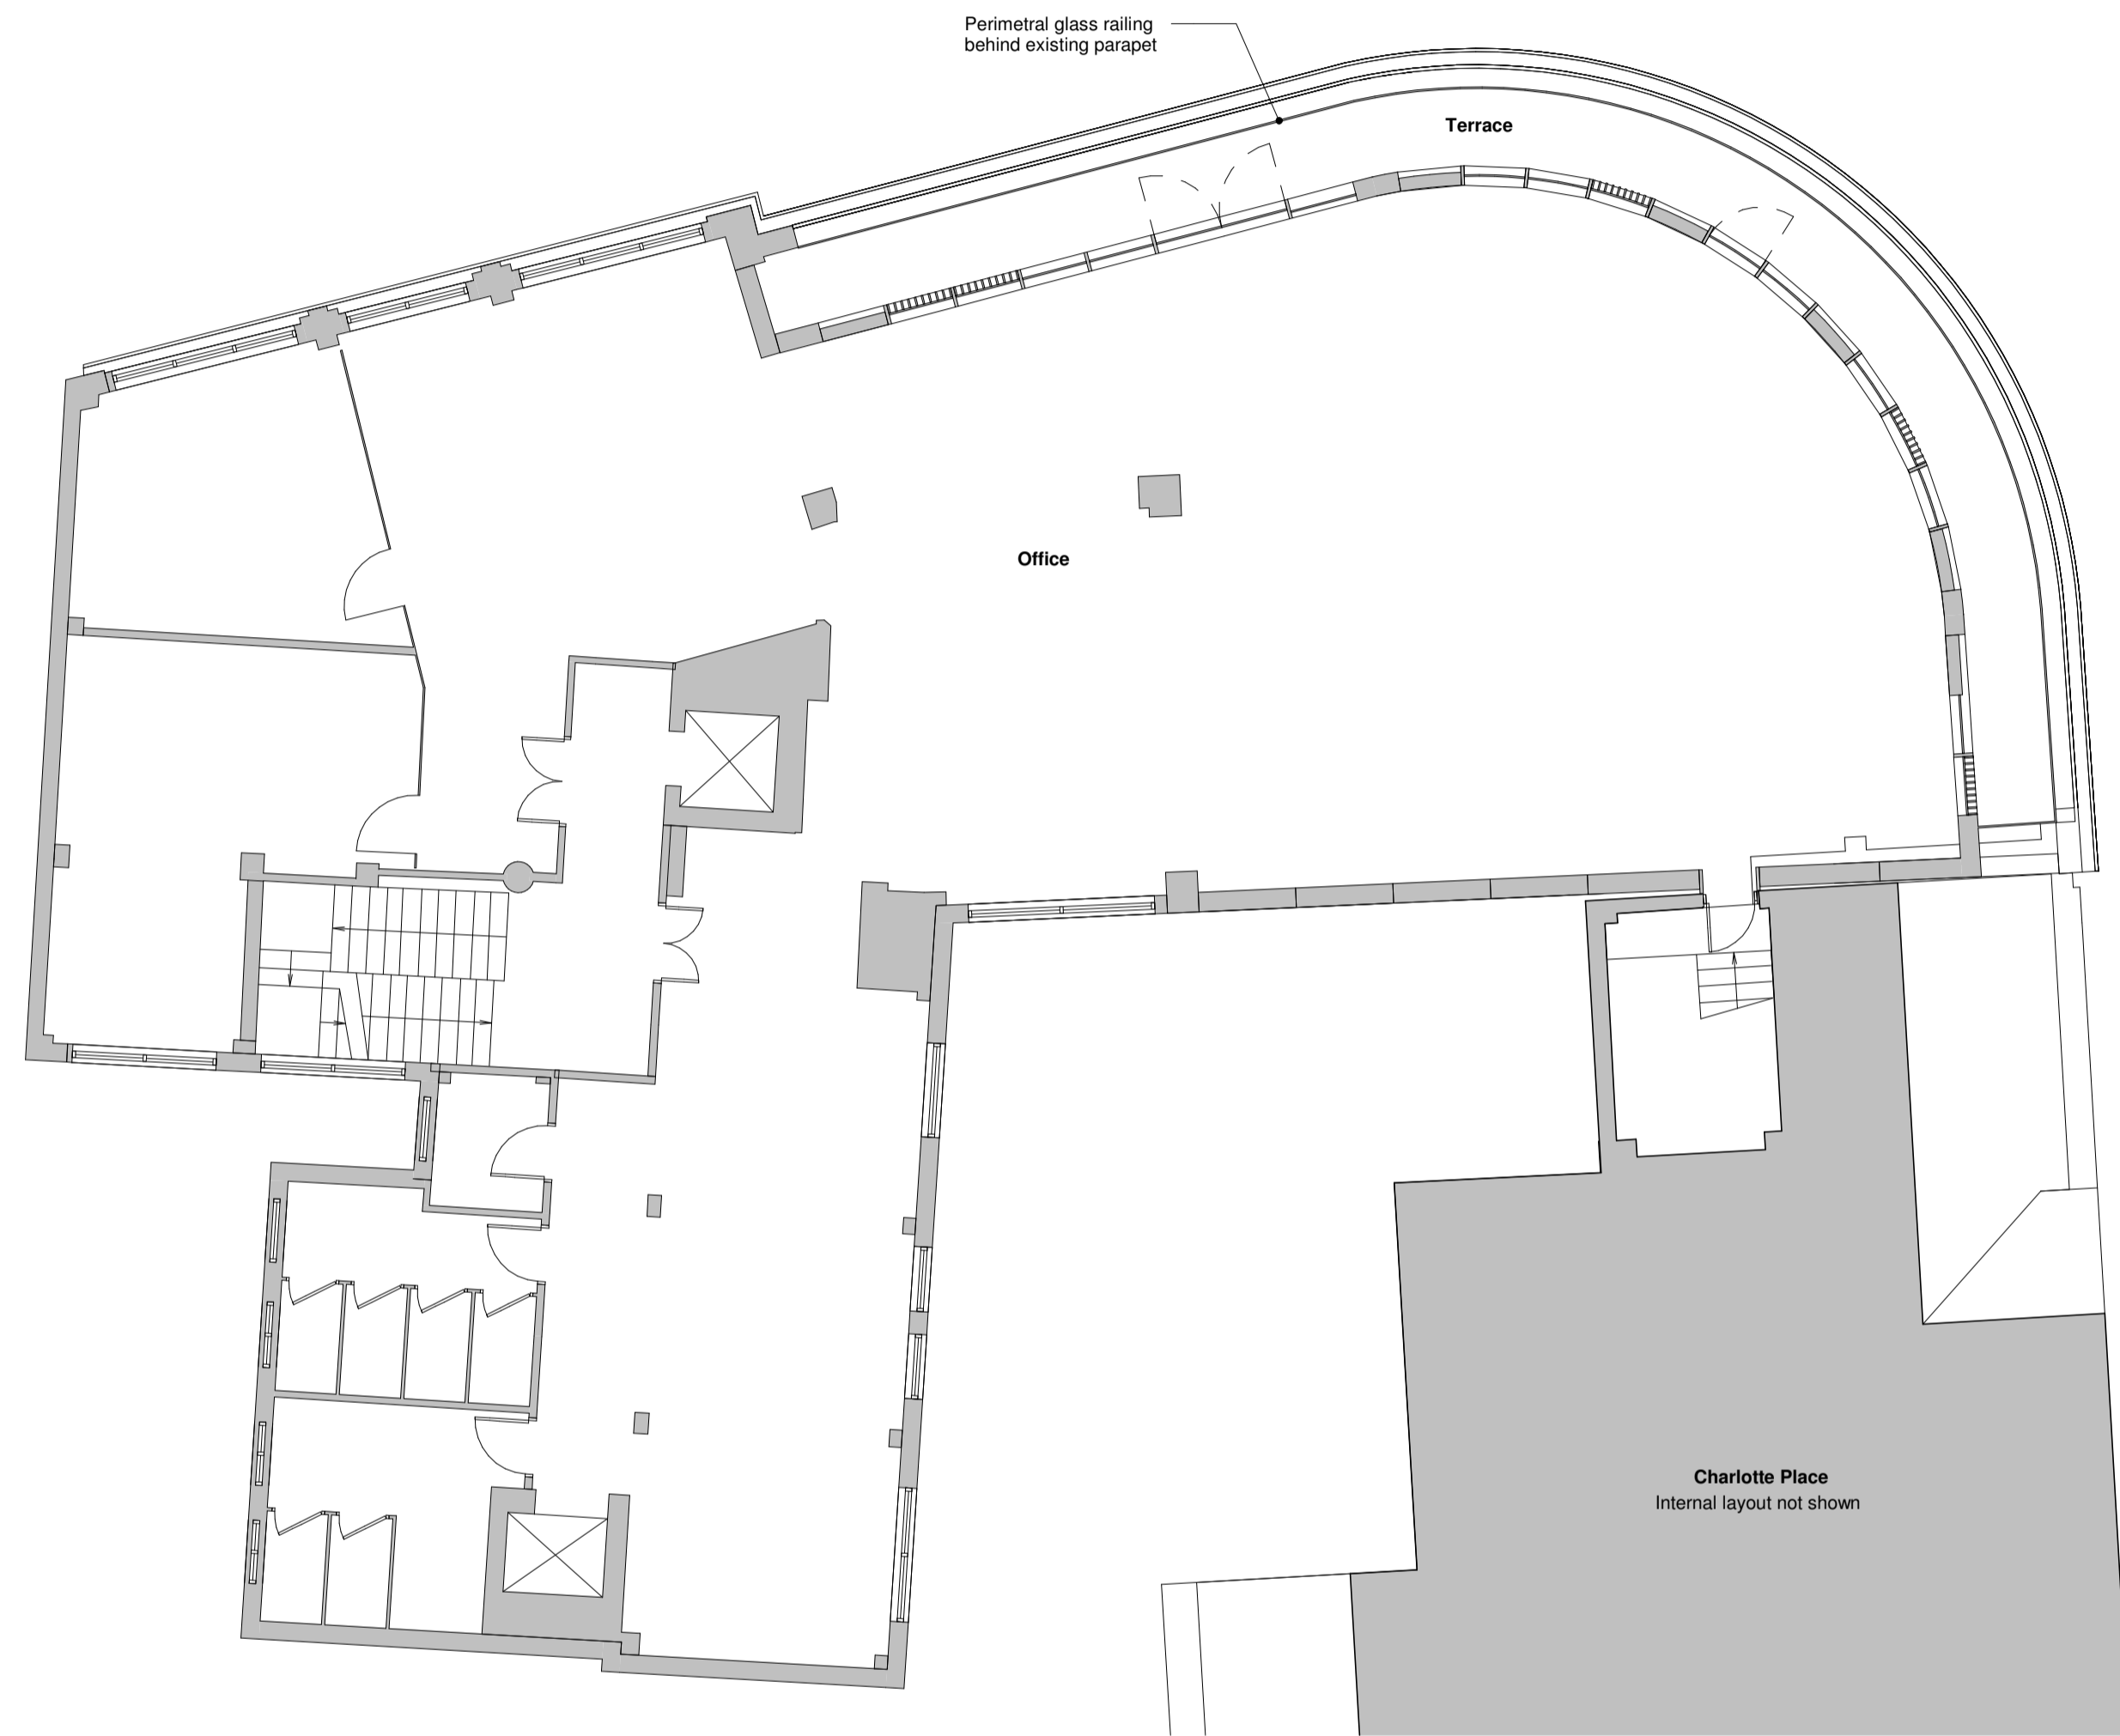 Perimetral glass railing
behind existing parapet
Terrace
Office
Charlotte Place
Internal layout not shown